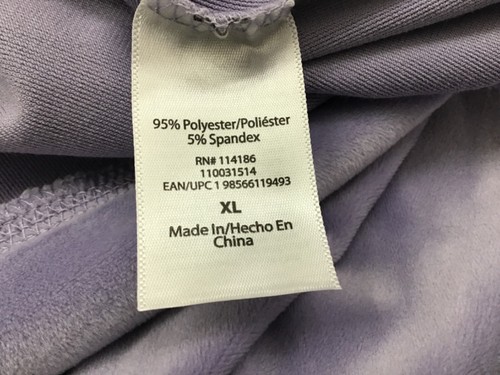 95% Polyester/Poliéster
5% Spandex
RN# 114186
110031514
EAN/UPC 1 98566119493
XL
Made In/Hecho En
China